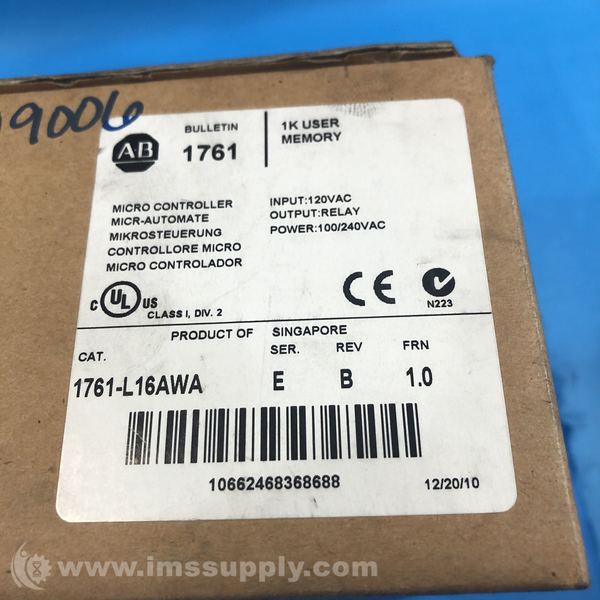 9006
AB
BULLETIN
1761
1K USER
MEMORY
MICRO CONTROLLER
MICR-AUTOMATE
MIKROSTEUERUNG
CONTROLLORE MICRO
MICRO CONTROLADOR
INPUT:120VAC
OUTPUT:RELAY
POWER:100/240VAC
C UL US
CLASS I, DIV. 2
CE
N223
PRODUCT OF SINGAPORE
CAT. SER. REV FRN
1761-L16AWA E B 1.0
10662468368688
12/20/10
www.imssupply.com